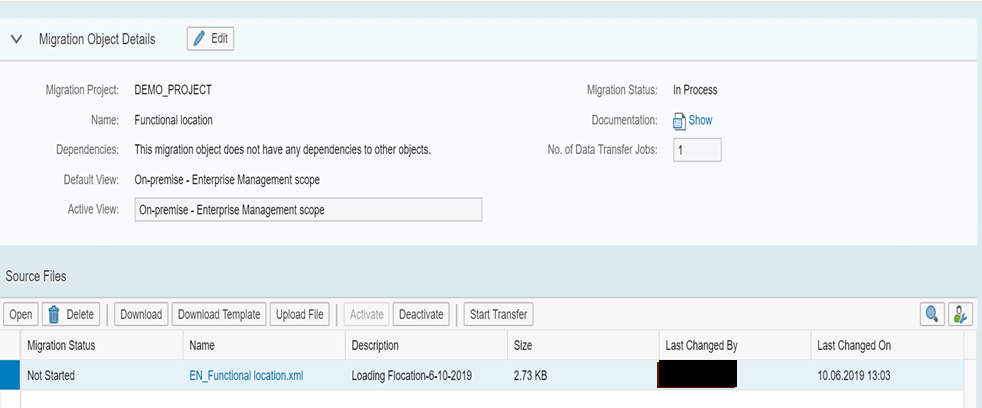 Migration Object Details Edit
Migration Project: DEMO_PROJECT Migration Status: In Process
Name: Functional location Documentation: Show
Dependencies: This migration object does not have any dependencies to other objects. No. of Data Transfer Jobs: 1
Default View: On-premise - Enterprise Management scope
Active View: On-premise - Enterprise Management scope
Source Files
Open Delete Download Download Template Upload File Activate Deactivate Start Transfer
Migration Status Name Description Size Last Changed By Last Changed On
Not Started EN_Functional location.xml Loading Flocation-6-10-2019 2.73 KB 10.06.2019 13:03